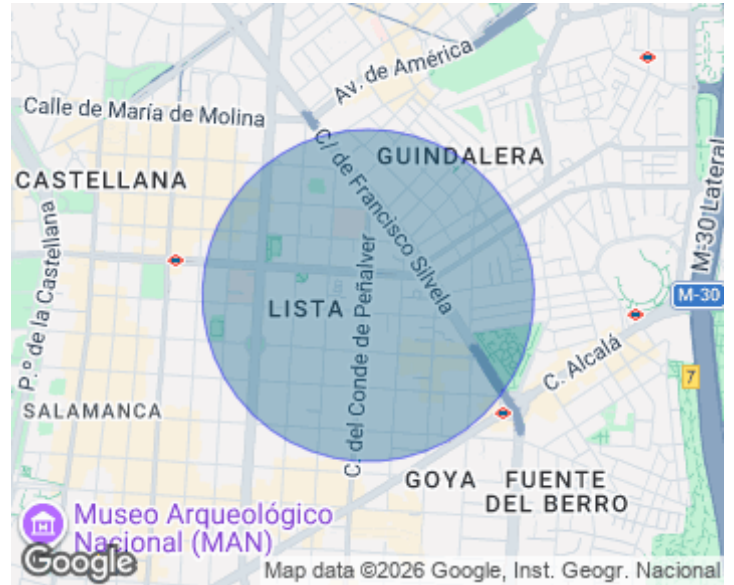 Av. de América
Calle de María de Molina
C/ de Francisco Silvela
GUINDALERA
CASTELLANA
P.º de la Castellana
M-30 Lateral
M-30
LISTA
C. del Conde de Peñalver
C. Alcalá
7
SALAMANCA
GOYA
FUENTE
DEL BERRO
Museo Arqueológico
Nacional (MAN)
Google
Map data ©2026 Google, Inst. Geogr. Nacional